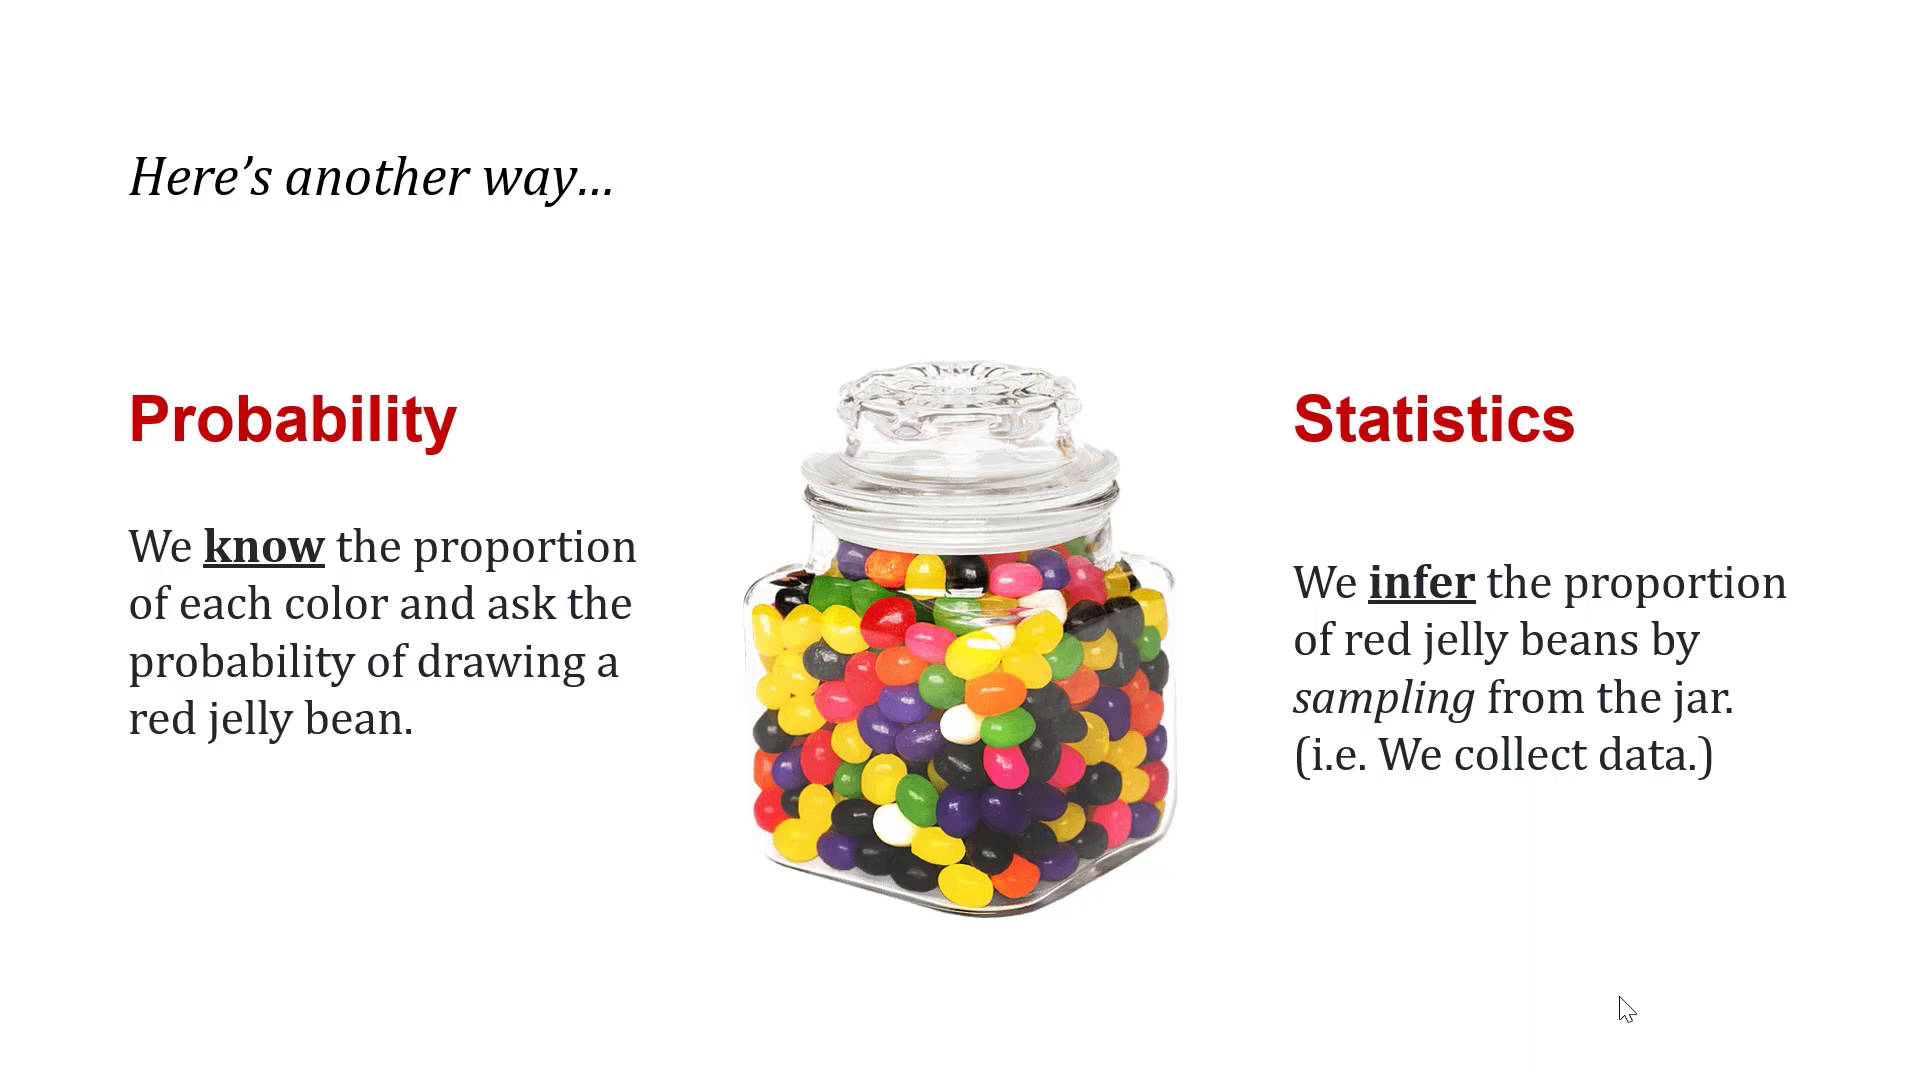 Here’s another way...
Probability
We know the proportion
of each color and ask the
probability of drawing a
red jelly bean.
Statistics
We infer the proportion
of red jelly beans by
sampling from the jar.
(i.e. We collect data.)